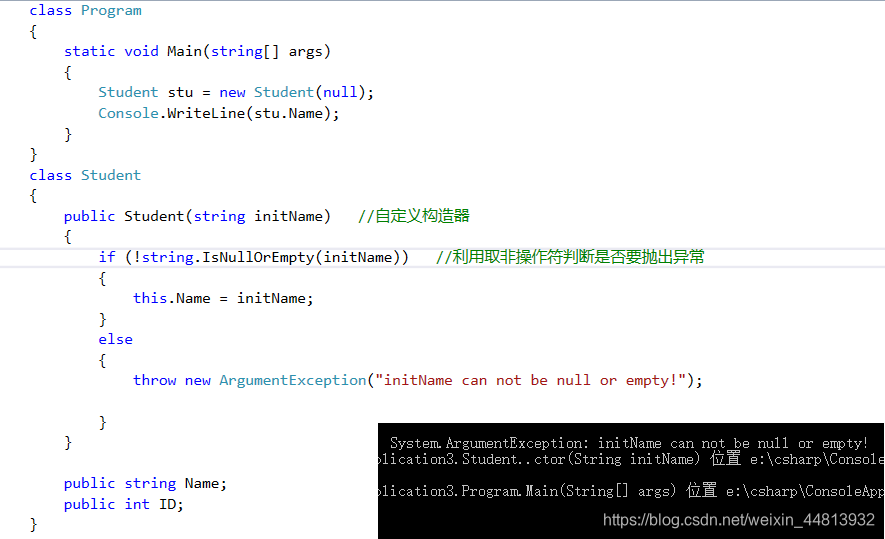 class Program
{
    static void Main(string[] args)
    {
        Student stu = new Student(null);
        Console.WriteLine(stu.Name);
    }
}
class Student
{
    public Student(string initName)   //自定义构造器
    {
        if (!string.IsNullOrEmpty(initName))   //利用取非操作符判断是否要抛出异常
        {
            this.Name = initName;
        }
        else
        {
            throw new ArgumentException("initName can not be null or empty!");
        }
    }
    public string Name;
    public int ID;
}
System.ArgumentException: initName can not be null or empty!
plication3.Student..ctor(String initName) 位置 e:\csharp\Console
plication3.Program.Main(String[] args) 位置 e:\csharp\ConsoleApp
https://blog.csdn.net/weixin_44813932